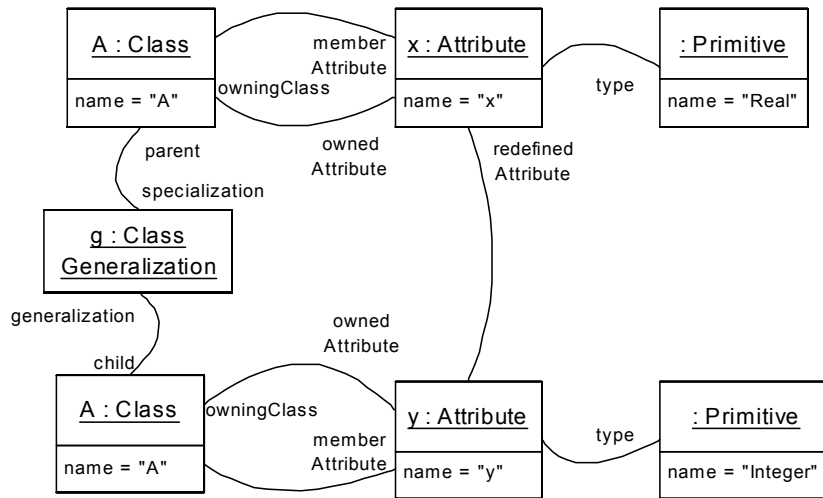 A : Class
name = "A"
member
Attribute
owningClass
owned
Attribute
x : Attribute
name = "x"
type
: Primitive
name = "Real"
parent
specialization
redefined
Attribute
g : Class
Generalization
generalization
child
owned
Attribute
A : Class
name = "A"
owningClass
member
Attribute
y : Attribute
name = "y"
type
: Primitive
name = "Integer"